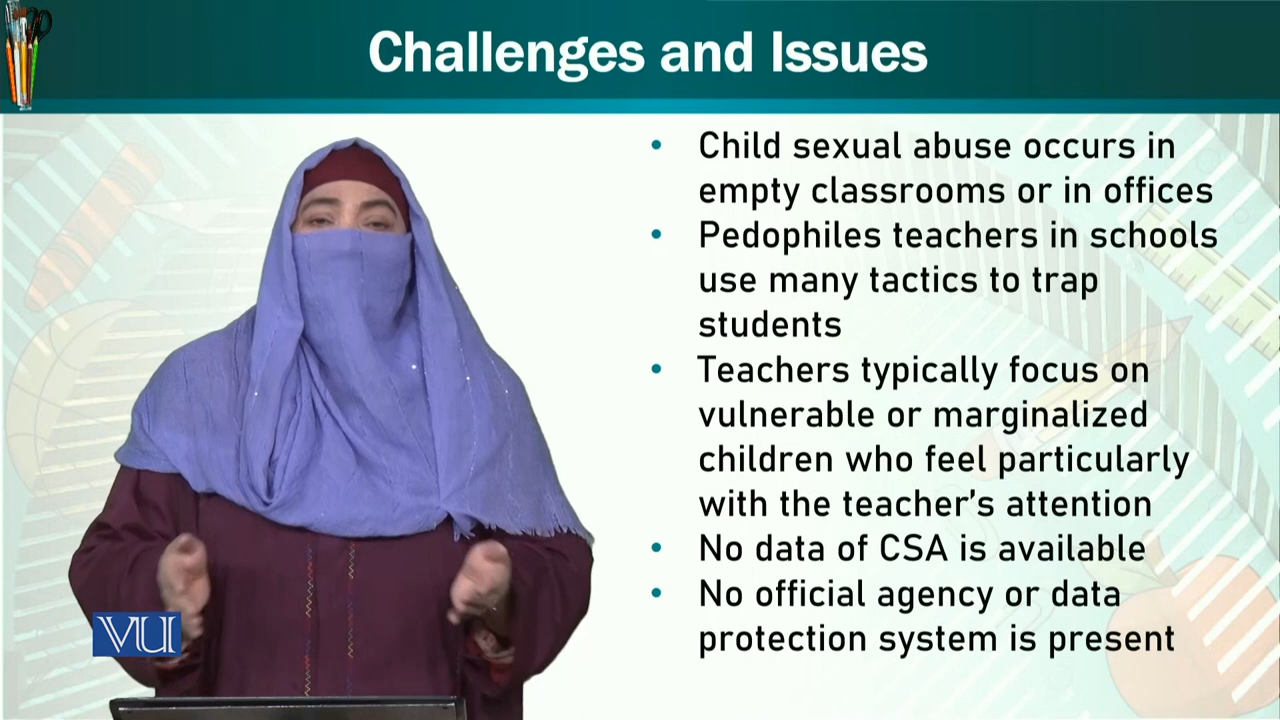 Challenges and Issues
• Child sexual abuse occurs in
empty classrooms or in offices
• Pedophiles teachers in schools
use many tactics to trap
students
• Teachers typically focus on
vulnerable or marginalized
children who feel particularly
with the teacher’s attention
• No data of CSA is available
• No official agency or data
protection system is present
VU